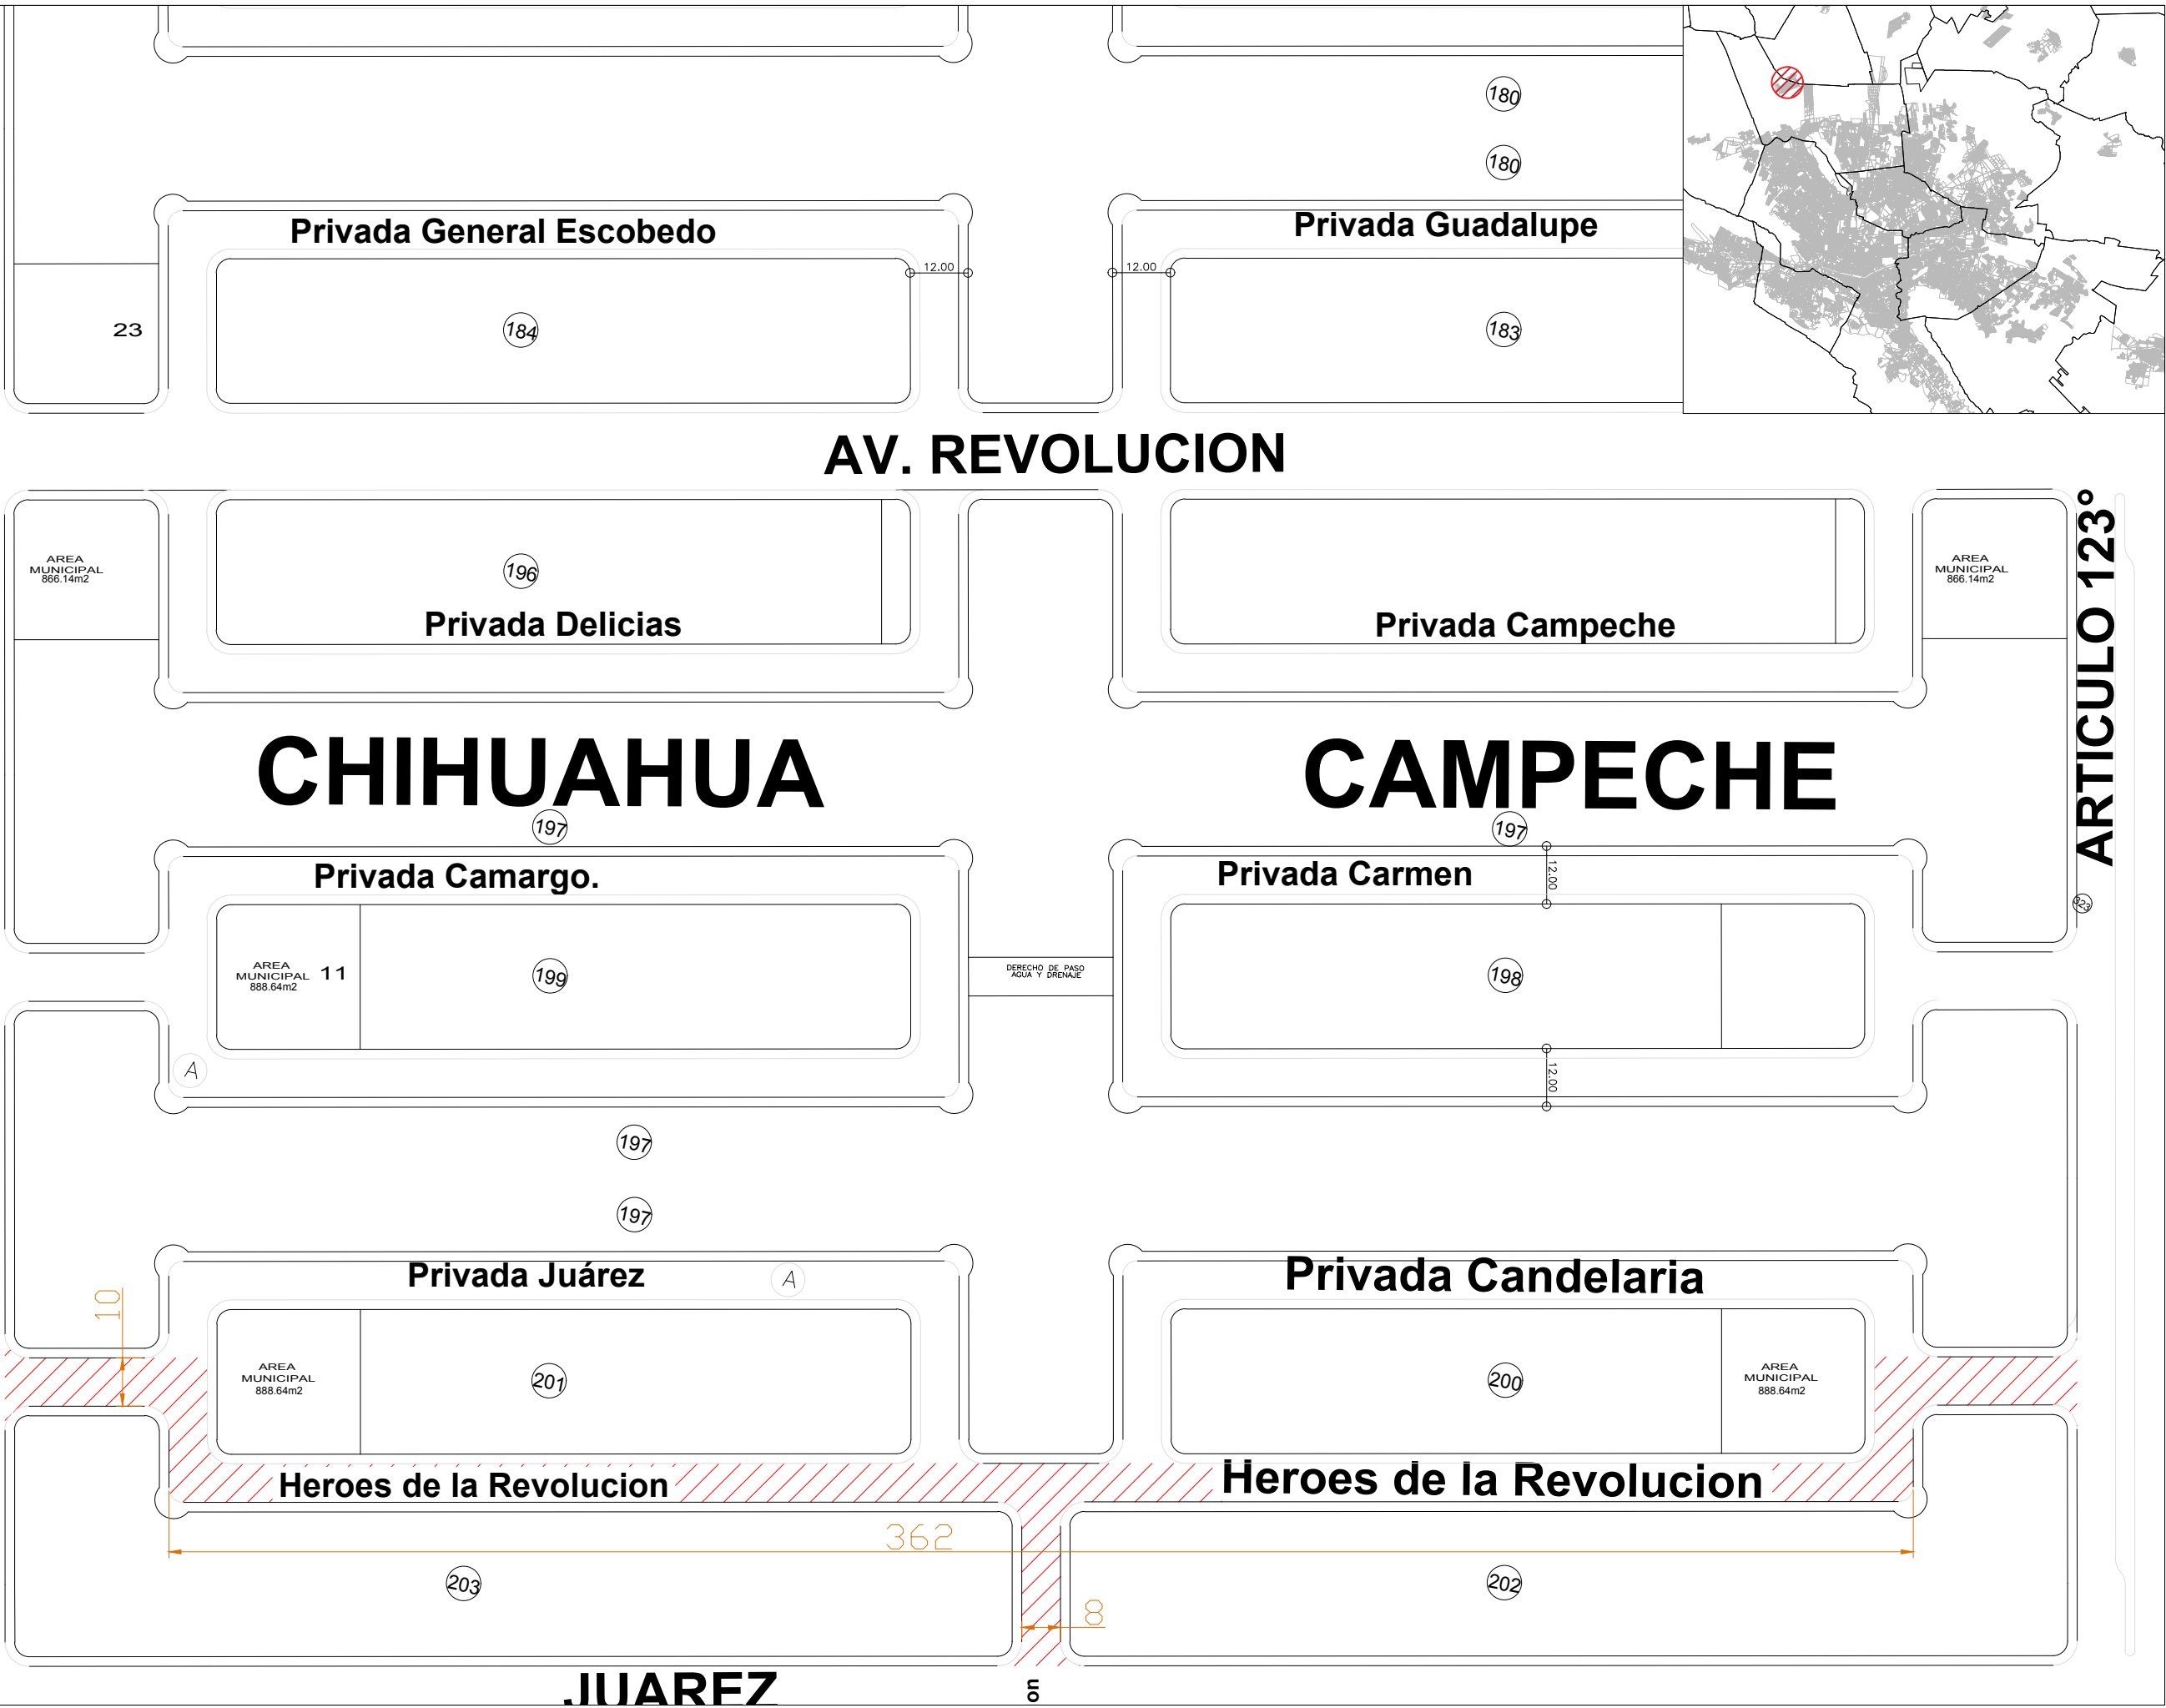 180
180
Privada General Escobedo
Privada Guadalupe
12.00
12.00
23
184
183
AV. REVOLUCION
ARTICULO 123°
AREA
MUNICIPAL
866.14m2
196
AREA
MUNICIPAL
866.14m2
Privada Delicias
Privada Campeche
CHIHUAHUA
CAMPECHE
197
197
Privada Camargo.
Privada Carmen
12.00
323
AREA
MUNICIPAL
888.64m2
11
199
DERECHO DE PASO
AGUA Y DRENAJE
198
A
12.00
197
197
Privada Juárez
A
Privada Candelaria
10
AREA
MUNICIPAL
888.64m2
201
200
AREA
MUNICIPAL
888.64m2
Heroes de la Revolucion
Heroes de la Revolucion
362
203
202
8
JUAREZ
on